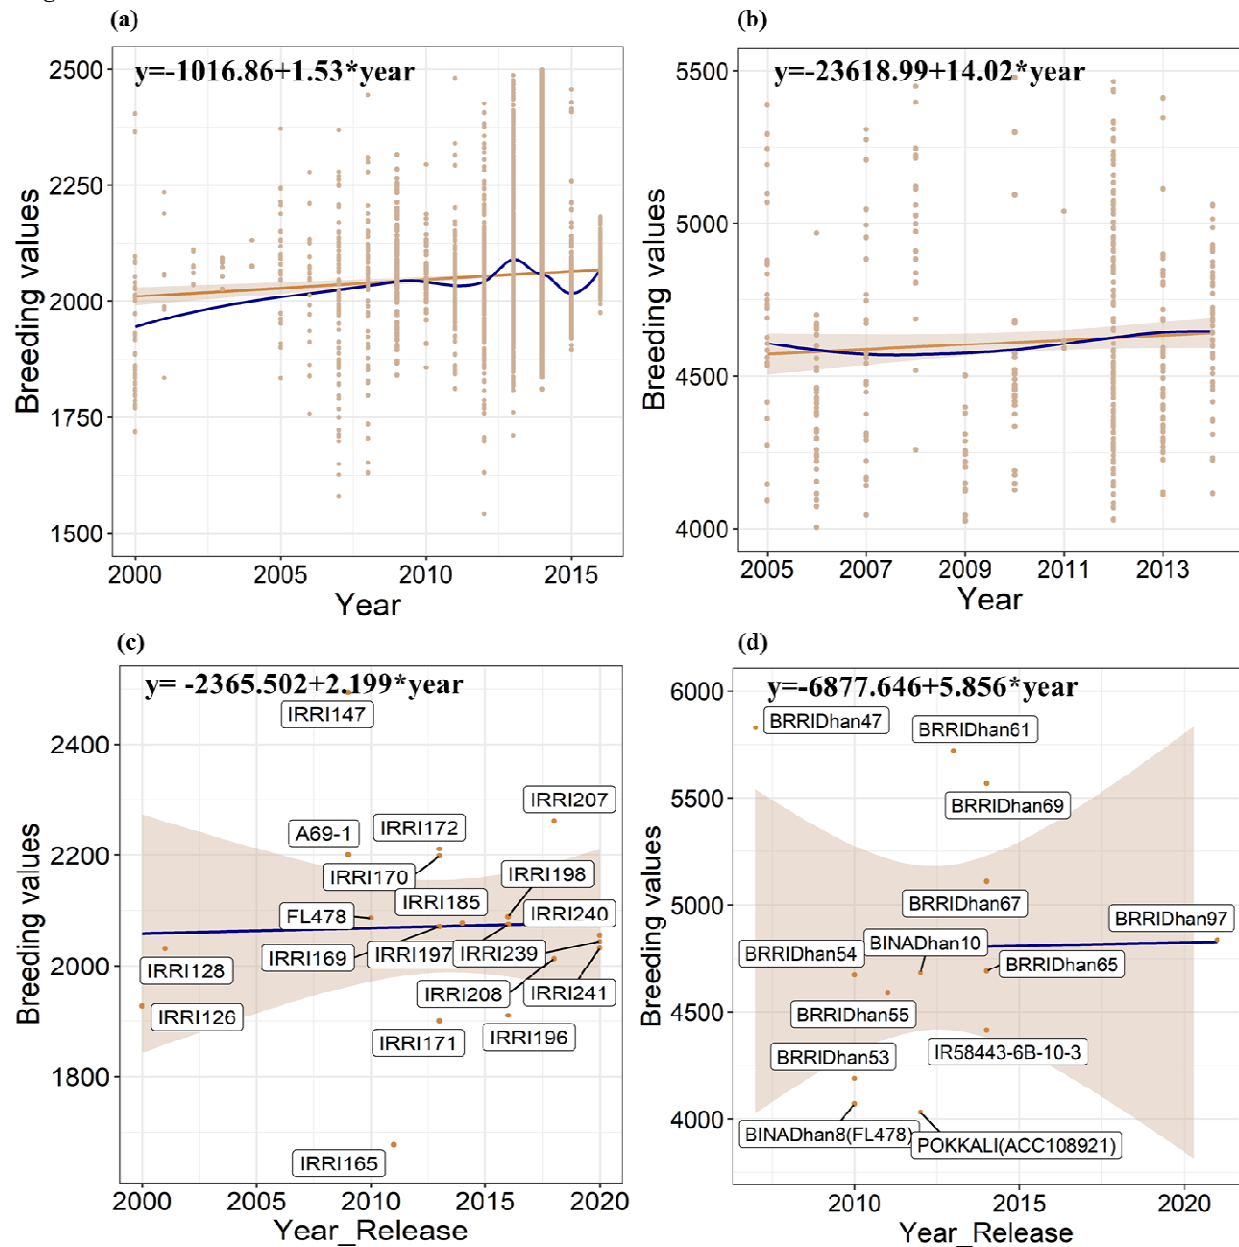 (a)
(b)
y=-1016.86+1.53*year
y=-23618.99+14.02*year
2500
2250
2000
1750
1500
Breeding values
2000
2005
2010
2015
Year
5500
5000
4500
4000
Breeding values
2005
2007
2009
2011
2013
Year
(c)
(d)
y= -2365.502+2.199*year
IRRI147
2400
IRRI207
A69-1
IRRI172
2200
IRRI170
IRRI198
IRRI185
FL478
IRRI240
IRRI169
IRRI197
IRRI239
2000
IRRI128
IRRI208
IRRI241
IRRI126
IRRI171
IRRI196
1800
IRRI165
Breeding values
2000
2005
2010
2015
2020
Year_Release
y=-6877.646+5.856*year
6000
BRRIDhan47
BRRIDhan61
5500
BRRIDhan69
BRRIDhan67
5000
BRRIDhan97
BINADhan10
BRRIDhan54
BRRIDhan65
4500
BRRIDhan55
IR58443-6B-10-3
BRRIDhan53
4000
BINADhan8(FL478)
POKKALI(ACC108921)
Breeding values
2010
2015
2020
Year_Release